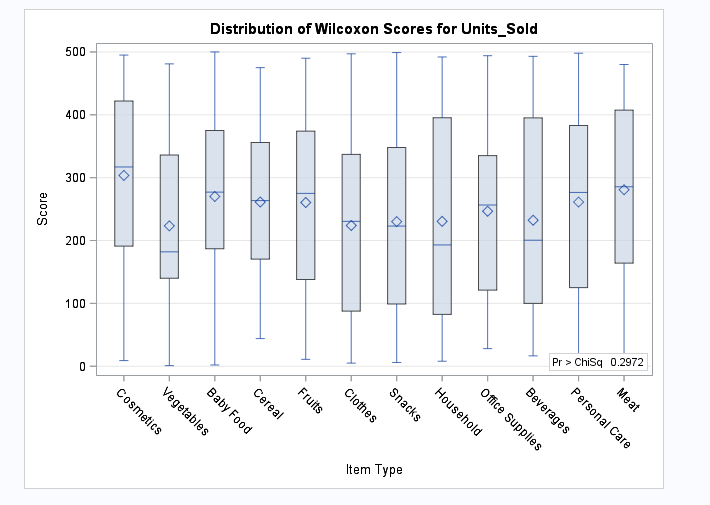 Distribution of Wilcoxon Scores for Units_Sold
Score
500
400
300
200
100
0
Pr > ChiSq 0.2972
Cosmetics
Vegetables
Baby Food
Cereal
Fruits
Clothes
Snacks
Household
Office Supplies
Beverages
Personal Care
Meat
Item Type